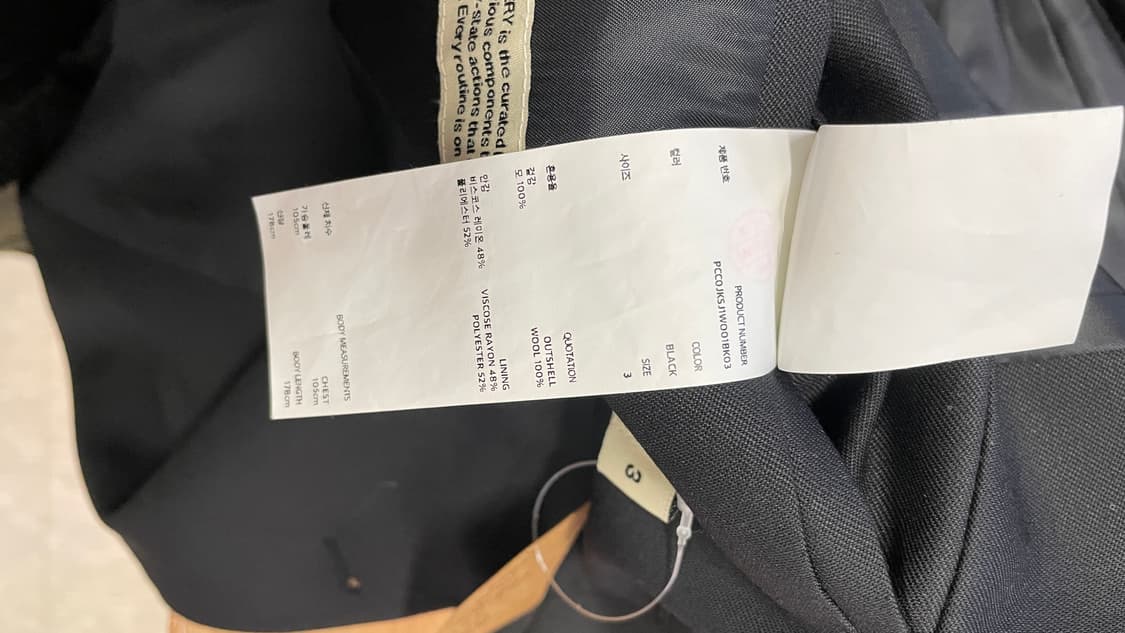 RY is the curated
ious components t
-state actions that
Every routine is on
제품 번호
PRODUCT NUMBER
PCC0JKSJ1W001BK03
컬러
COLOR
BLACK
사이즈
SIZE
3
혼용율
QUOTATION
겉감
OUTSHELL
모 100%
WOOL 100%
안감
LINING
비스코스 레이온 48%
VISCOSE RAYON 48%
폴리에스터 52%
POLYESTER 52%
신체 치수
BODY MEASUREMENTS
가슴둘레
CHEST
105cm
105cm
신장
BODY LENGTH
178cm
178cm
3